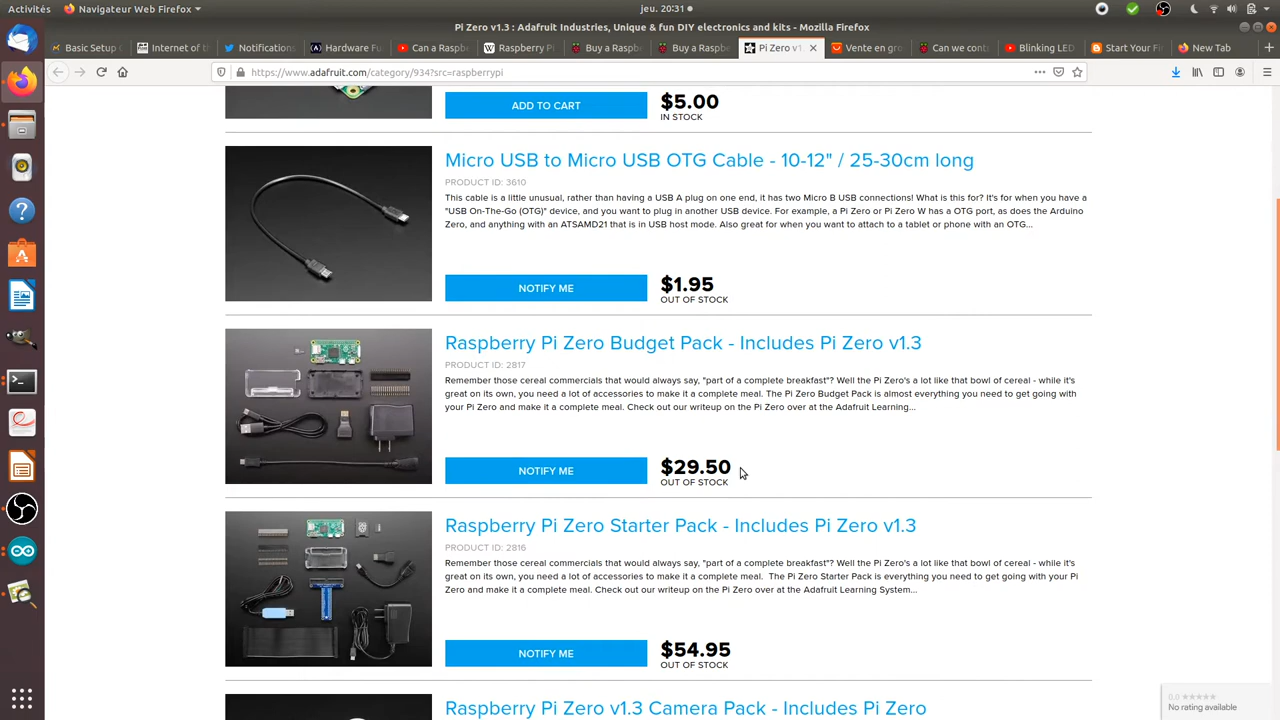 Activités
Navigateur Web Firefox
jeu. 20:31
Pi Zero v1.3 : Adafruit Industries, Unique & fun DIY electronics and kits - Mozilla Firefox
Basic Setup
Internet of th
Notifications
Hardware Fu
Can a Raspb
Raspberry Pi
Buy a Raspb
Buy a Raspb
Pi Zero v1
Vente en gro
Can we cont
Blinking LED
Start Your Fi
New Tab
https://www.adafruit.com/category/934?src=raspberrypi
ADD TO CART
$5.00
IN STOCK
Micro USB to Micro USB OTG Cable - 10-12" / 25-30cm long
PRODUCT ID: 3610
This cable is a little unusual, rather than having a USB A plug on one end, it has two Micro B USB connections! What is this for? It's for when you have a
"USB On-The-Go (OTG)" device, and you want to plug in another USB device. For example, a Pi Zero or Pi Zero W has a OTG port, as does the Arduino
Zero, and anything with an ATSAMD21 that is in USB host mode. Also great for when you want to attach to a tablet or phone with an OTG...
NOTIFY ME
$1.95
OUT OF STOCK
Raspberry Pi Zero Budget Pack - Includes Pi Zero v1.3
PRODUCT ID: 2817
Remember those cereal commercials that would always say, "part of a complete breakfast"? Well the Pi Zero's a lot like that bowl of cereal - while it's
great on its own, you need a lot of accessories to make it a complete meal. The Pi Zero Budget Pack is almost everything you need to get going with
your Pi Zero and make it a complete meal. Check out our writeup on the Pi Zero over at the Adafruit Learning...
NOTIFY ME
$29.50
OUT OF STOCK
Raspberry Pi Zero Starter Pack - Includes Pi Zero v1.3
PRODUCT ID: 2816
Remember those cereal commercials that would always say, "part of a complete breakfast"? Well the Pi Zero's a lot like that bowl of cereal - while it's
great on its own, you need a lot of accessories to make it a complete meal. The Pi Zero Starter Pack is everything you need to get going with your Pi
Zero and make it a complete meal. Check out our writeup on the Pi Zero over at the Adafruit Learning System...
NOTIFY ME
$54.95
OUT OF STOCK
Raspberry Pi Zero v1.3 Camera Pack - Includes Pi Zero
0.0 ★★★★★
No rating available